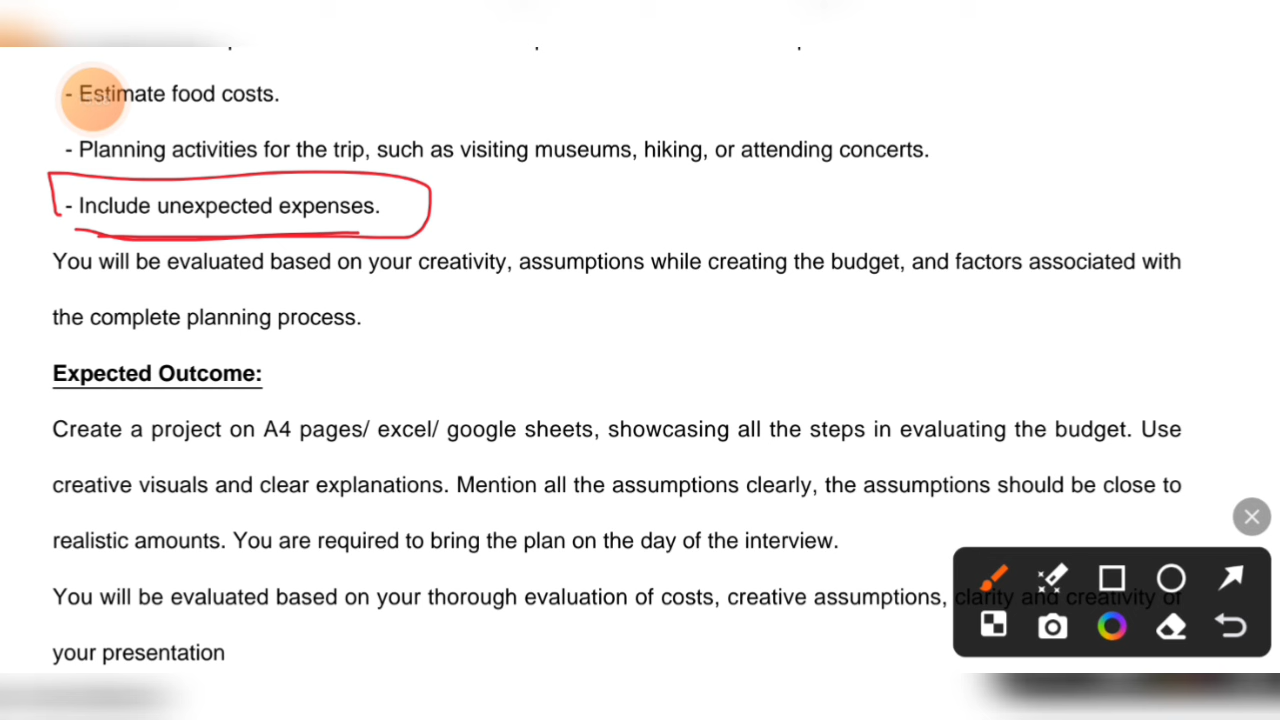 - Estimate food costs.
- Planning activities for the trip, such as visiting museums, hiking, or attending concerts.
- Include unexpected expenses.
You will be evaluated based on your creativity, assumptions while creating the budget, and factors associated with
the complete planning process.
Expected Outcome:
Create a project on A4 pages/ excel/ google sheets, showcasing all the steps in evaluating the budget. Use
creative visuals and clear explanations. Mention all the assumptions clearly, the assumptions should be close to
realistic amounts. You are required to bring the plan on the day of the interview.
You will be evaluated based on your thorough evaluation of costs, creative assumptions, clarity and creativity of
your presentation